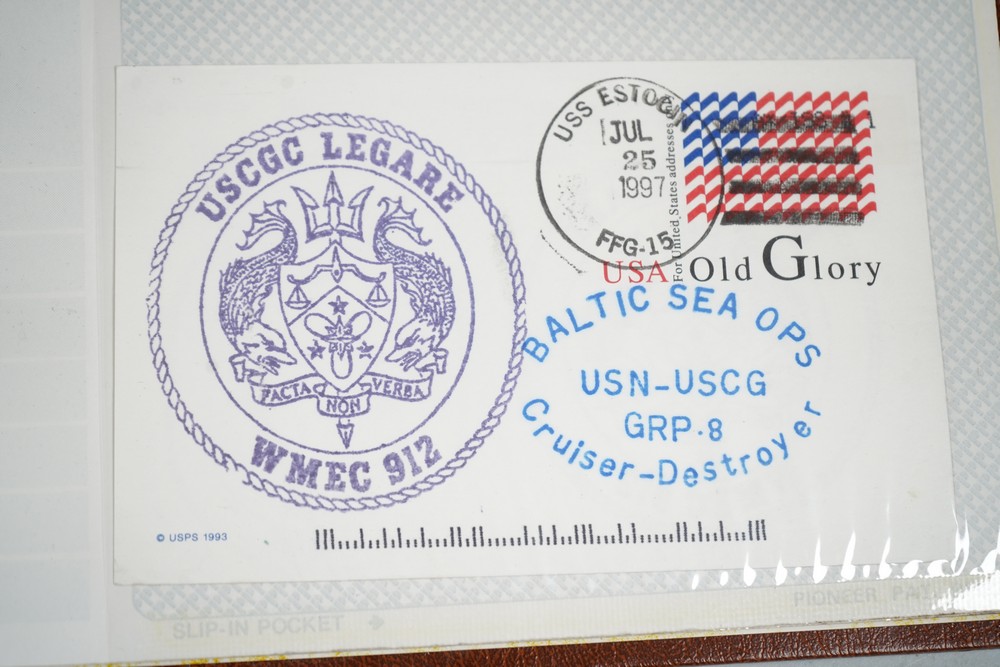 USCGC LEGARE
FACTA NON VERBA
WMEC 912
USS ESTOCIN
JUL
25
1997
FFG-15
For United States addresses
USA Old Glory
BALTIC SEA OPS
USN-USCG
GRP.8
Cruiser-Destroyer
© USPS 1993
SLIP-IN POCKET
PIONEER